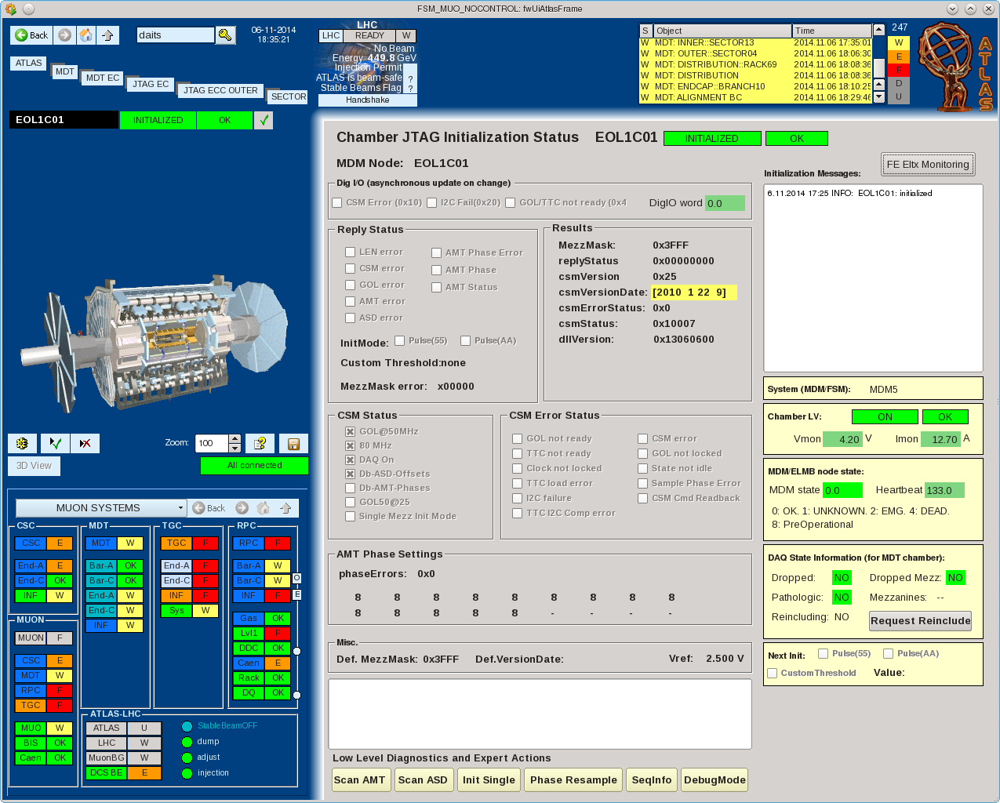 FSM_MUO_NOCONTROL: fwUiAtlasFrame
Back
daits
06-11-2014
18:35:21
LHC
LHC READY W
No Beam
Energy 449.8 GeV
Injection Permit
ATLAS is beam-safe ?
Stable Beams Flag ?
Handshake
S Object Time
W MDT: INNER::SECTOR13 2014.11.06 17:35:01
W MDT: OUTER::SECTOR04 2014.11.06 18:06:30
W MDT: DISTRIBUTION::RACK69 2014.11.06 18:08:36
W MDT: DISTRIBUTION 2014.11.06 18:08:36
W MDT: ENDCAP::BRANCH10 2014.11.06 18:10:25
W MDT: ALIGNMENT BC 2014.11.06 18:29:46
247
W
E
F
D
U
ATLAS
ATLAS
MDT
MDT EC
JTAG EC
JTAG ECC OUTER
SECTOR
EOL1C01 INITIALIZED OK
Zoom: 100
3D View
All connected
MUON SYSTEMS Back
CSC
CSC E
End-A E
End-C OK
INF W
MDT
MDT W
Bar-A OK
Bar-C OK
End-A W
End-C W
INF W
TGC
TGC F
End-A F
End-C F
INF F
Sys W
RPC
RPC F
Bar-A W
Bar-C W
INF F
O
E
Gas OK
Lvl1 F
DDC OK
Caen E
Rack OK
DQ OK
MUON
MUON F
CSC E
MDT W
RPC F
TGC F
MUO W
BIS OK
Caen OK
ATLAS-LHC
ATLAS U
LHC W
MuonBG W
DCS BE E
StableBeamOFF
dump
adjust
injection
Chamber JTAG Initialization Status EOL1C01 INITIALIZED OK
MDM Node: EOL1C01
FE Eltx Monitoring
Dig I/O (asynchronous update on change)
CSM Error (0x10) I2C Fail(0x20) GOL/TTC not ready (0x4
DigIO word 0.0
Reply Status
LEN error
CSM error
GOL error
AMT error
ASD error
AMT Phase Error
AMT Phase
AMT Status
InitMode: Pulse(55) Pulse(AA)
Custom Threshold:none
MezzMask error: x00000
Results
MezzMask: 0x3FFF
replyStatus 0x00000000
csmVersion 0x25
csmVersionDate: [2010 1 22 9]
csmErrorStatus: 0x0
csmStatus: 0x10007
dllVersion: 0x13060600
CSM Status
GOL@50MHz
80 MHz
DAQ On
Db-ASD-Offsets
Db-AMT-Phases
GOL50@25
Single Mezz Init Mode
CSM Error Status
GOL not ready
TTC not ready
Clock not locked
TTC load error
I2C failure
TTC I2C Comp error
CSM error
GOL not locked
State not idle
Sample Phase Error
CSM Cmd Readback
AMT Phase Settings
phaseErrors: 0x0
8 8 8 8 8 8 8 8 8
8 8 8 8 8 - - - -
Misc.
Def. MezzMask: 0x3FFF Def.VersionDate: Vref: 2.500 V
Low Level Diagnostics and Expert Actions
Scan AMT Scan ASD Init Single Phase Resample SeqInfo DebugMode
Initialization Messages:
6.11.2014 17:25 INFO: EOL1C01: initialized
System (MDM/FSM): MDM5
Chamber LV: ON OK
Vmon 4.20 V Imon 12.70 A
MDM/ELMB node state:
MDM state 0.0 Heartbeat 133.0
0: OK. 1: UNKNOWN. 2: EMG. 4: DEAD.
8: PreOperational
DAQ State Information (for MDT chamber):
Dropped: NO Dropped Mezz: NO
Pathologic: NO Mezzanines: --
Reincluding: NO Request Reinclude
Next Init: Pulse(55) Pulse(AA)
CustomThreshold Value: